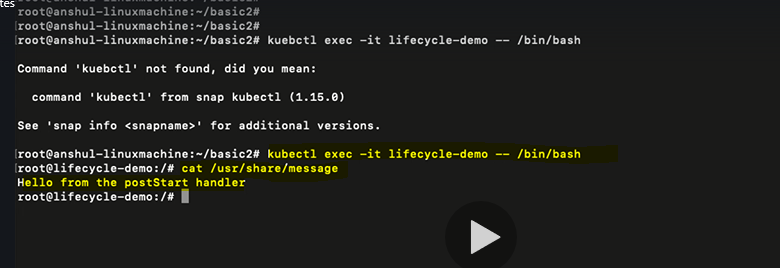 tes
root@anshul-linuxmachine:~/basic2#
root@anshul-linuxmachine:~/basic2#
[root@anshul-linuxmachine:~/basic2# kuebctl exec -it lifecycle-demo -- /bin/bash
Command 'kuebctl' not found, did you mean:
command 'kubectl' from snap kubectl (1.15.0)
See 'snap info <snapname>' for additional versions.
[root@anshul-linuxmachine:~/basic2# kubectl exec -it lifecycle-demo -- /bin/bash
[root@lifecycle-demo:/# cat /usr/share/message
Hello from the postStart handler
root@lifecycle-demo:/#